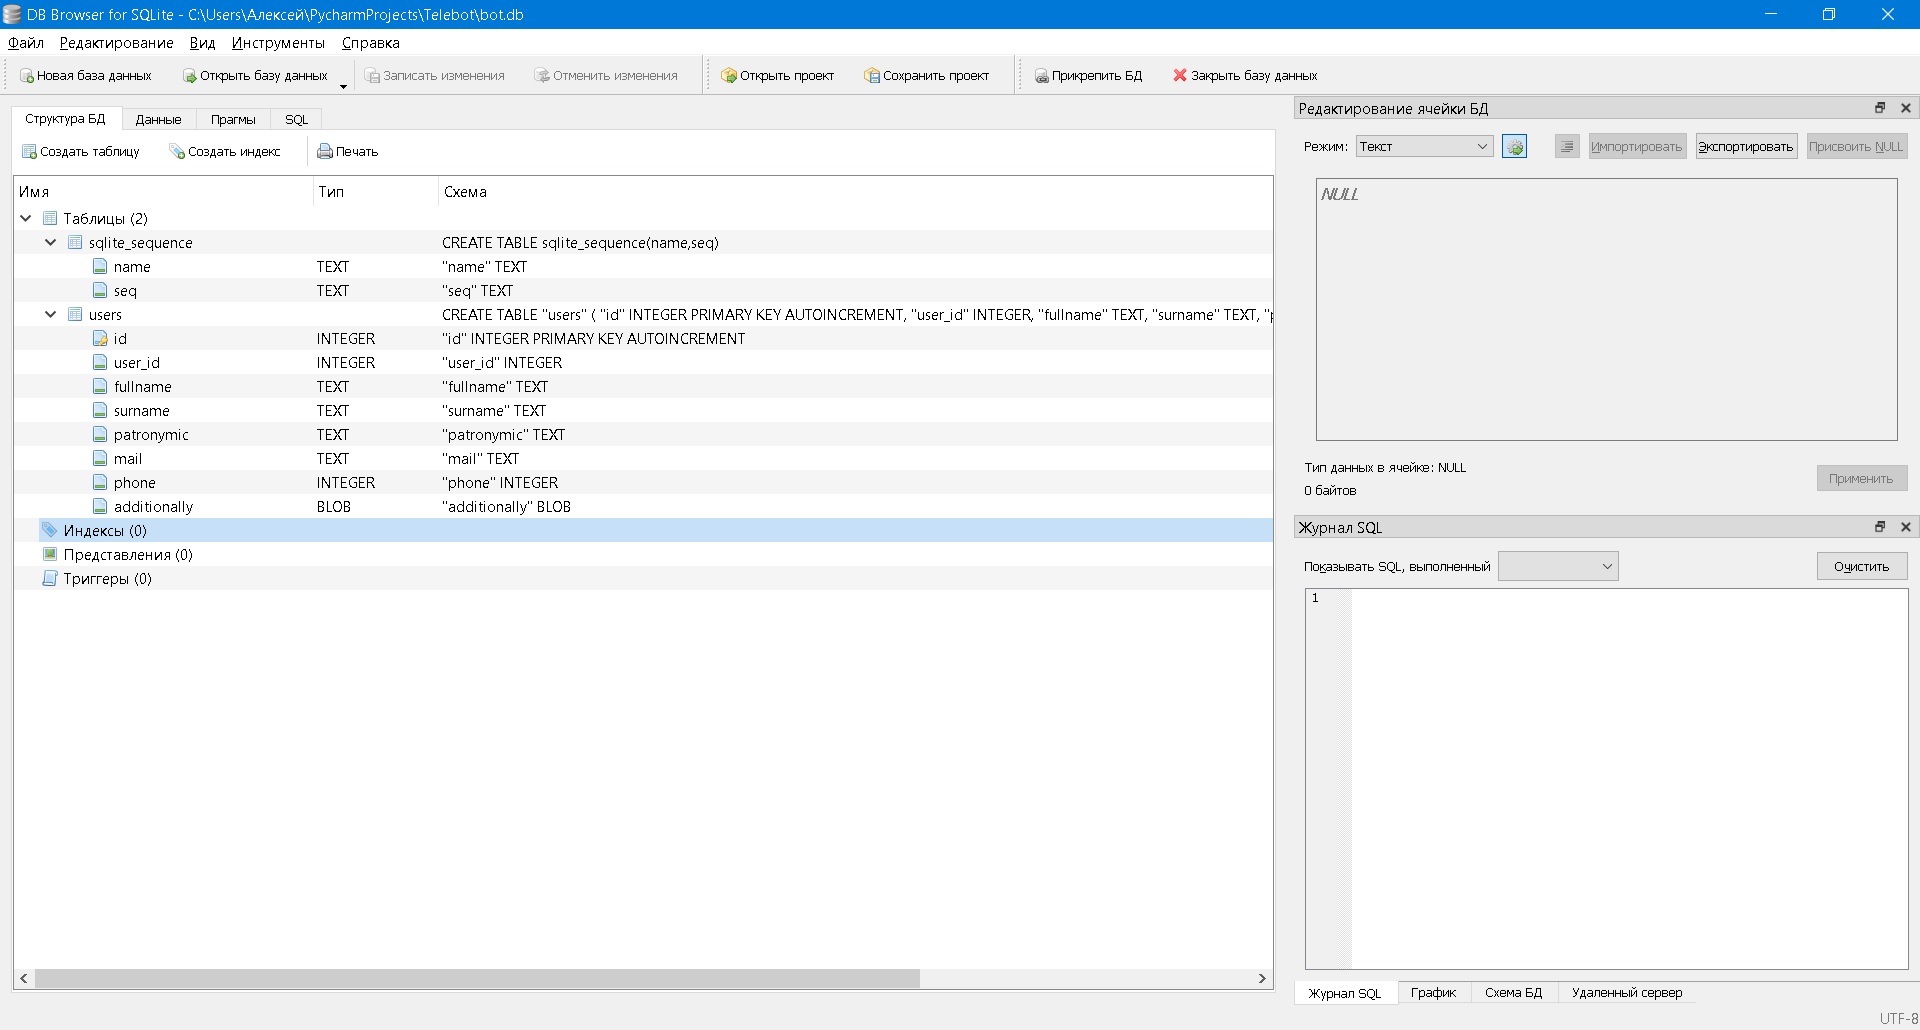 DB Browser for SQLite - C:\Users\Алексей\PycharmProjects\Telebot\bot.db
Файл Редактирование Вид Инструменты Справка
Новая база данных Открыть базу данных Записать изменения Отменить изменения Открыть проект Сохранить проект Прикрепить БД Закрыть базу данных
Структура БД Данные Прагмы SQL
Создать таблицу Создать индекс Печать
Имя Тип Схема
Таблицы (2)
sqlite_sequence CREATE TABLE sqlite_sequence(name,seq)
name TEXT "name" TEXT
seq TEXT "seq" TEXT
users CREATE TABLE "users" ( "id" INTEGER PRIMARY KEY AUTOINCREMENT, "user_id" INTEGER, "fullname" TEXT, "surname" TEXT, "p
id INTEGER "id" INTEGER PRIMARY KEY AUTOINCREMENT
user_id INTEGER "user_id" INTEGER
fullname TEXT "fullname" TEXT
surname TEXT "surname" TEXT
patronymic TEXT "patronymic" TEXT
mail TEXT "mail" TEXT
phone INTEGER "phone" INTEGER
additionally BLOB "additionally" BLOB
Индексы (0)
Представления (0)
Триггеры (0)
Редактирование ячейки БД
Режим: Текст Импортировать Экспортировать Присвоить NULL
NULL
Тип данных в ячейке: NULL
0 байтов
Применить
Журнал SQL
Показывать SQL, выполненный Очистить
1
Журнал SQL График Схема БД Удаленный сервер
UTF-8